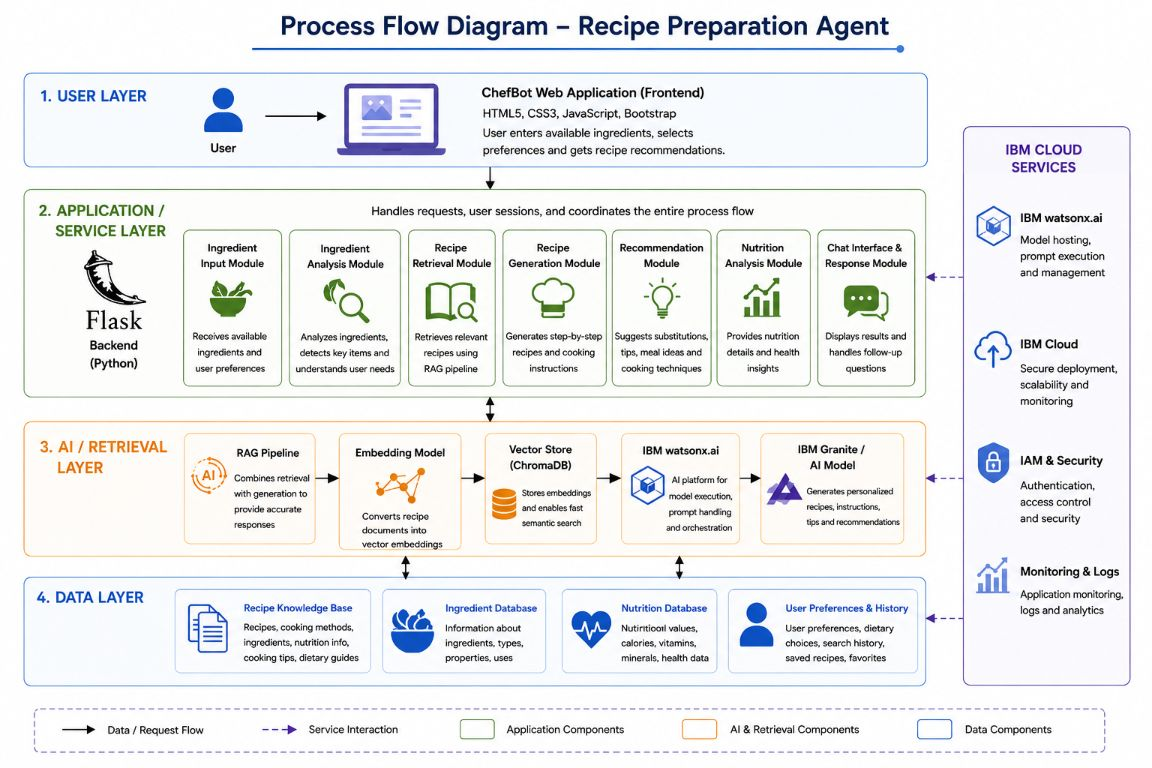 Process Flow Diagram – Recipe Preparation Agent
1. USER LAYER
User
ChefBot Web Application (Frontend)
HTML5, CSS3, JavaScript, Bootstrap
User enters available ingredients, selects
preferences and gets recipe recommendations.
2. APPLICATION /
SERVICE LAYER
Handles requests, user sessions, and coordinates the entire process flow
Flask
Backend
(Python)
Ingredient
Input Module
Receives available
ingredients and
user preferences
Ingredient
Analysis Module
Analyzes ingredients,
detects key items and
understands user needs
Recipe
Retrieval Module
Retrieves relevant
recipes using
RAG pipeline
Recipe
Generation Module
Generates step-by-step
recipes and cooking
instructions
Recommendation
Module
Suggests substitutions,
tips, meal ideas and
cooking techniques
Nutrition
Analysis Module
Provides nutrition
details and health
insights
Chat Interface &
Response Module
Displays results and
handles follow-up
questions
3. AI / RETRIEVAL
LAYER
AI
RAG Pipeline
Combines retrieval
with generation to
provide accurate
responses
Embedding Model
Converts recipe
documents into
vector embeddings
Vector Store
(ChromaDB)
Stores embeddings
and enables fast
semantic search
IBM watsonx.ai
AI platform for
model execution,
prompt handling
and orchestration
IBM Granite /
AI Model
Generates personalized
recipes, instructions,
tips and recommendations
4. DATA LAYER
Recipe Knowledge Base
Recipes, cooking methods,
ingredients, nutrition info,
cooking tips, dietary guides
Ingredient Database
Information about
ingredients, types,
properties, uses
Nutrition Database
Nutritiool values,
calories, vitamins,
minerals, health data
User Preferences & History
User preferences, dietary
choices, search history,
saved recipes, favorites
IBM CLOUD
SERVICES
IBM watsonx.ai
Model hosting,
prompt execution
and management
IBM Cloud
Secure deployment,
scalability and
monitoring
IAM & Security
Authentication,
access control
and security
Monitoring & Logs
Application monitoring,
logs and analytics
Data / Request Flow
Service Interaction
Application Components
AI & Retrieval Components
Data Components